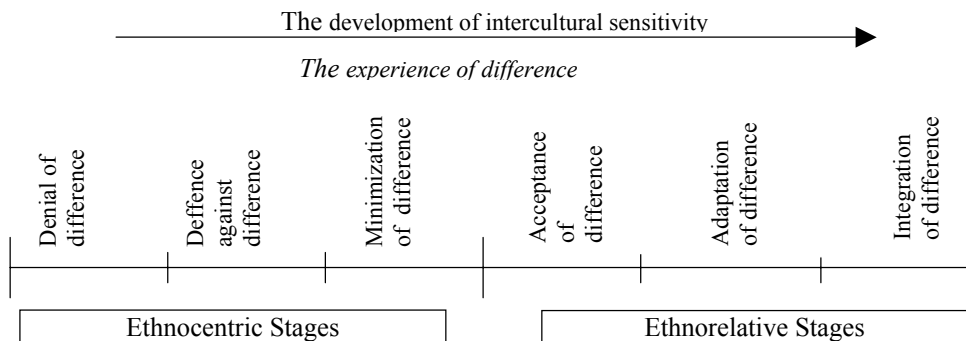 The development of intercultural sensitivity
The experience of difference
Denial of
difference
Deffence
against
difference
Minimization
of difference
Acceptance
of
difference
Adaptation
of difference
Integration
of difference
Ethnocentric Stages
Ethnorelative Stages